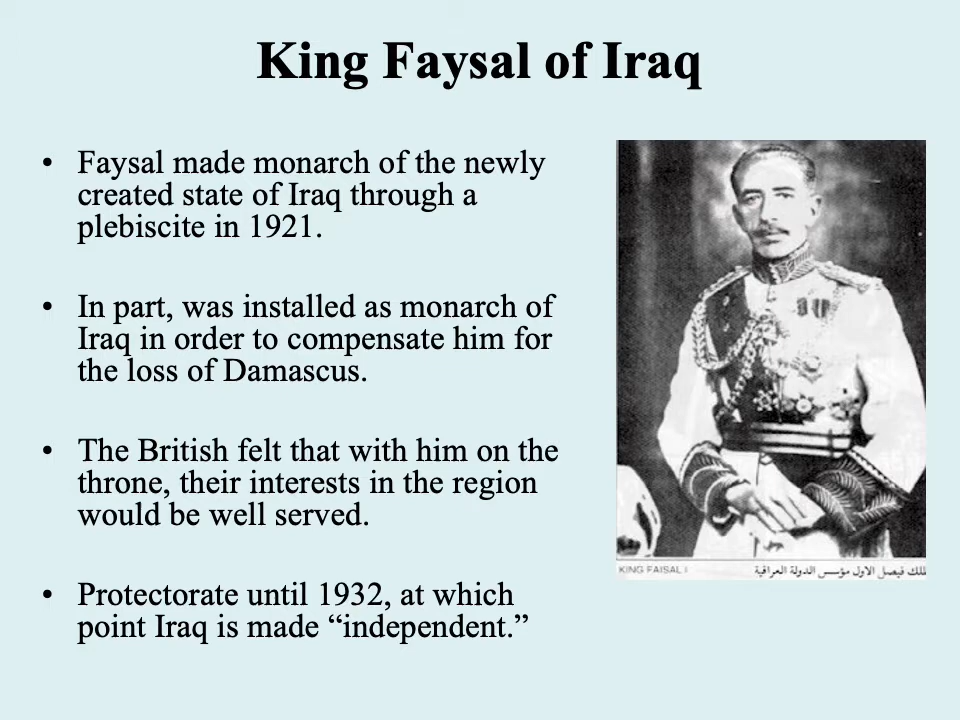 King Faysal of Iraq
• Faysal made monarch of the newly
created state of Iraq through a
plebiscite in 1921.
• In part, was installed as monarch of
Iraq in order to compensate him for
the loss of Damascus.
• The British felt that with him on the
throne, their interests in the region
would be well served.
• Protectorate until 1932, at which
point Iraq is made “independent.”
KING FAISAL I
الملك فيصل الاول مؤسس الدولة العراقية